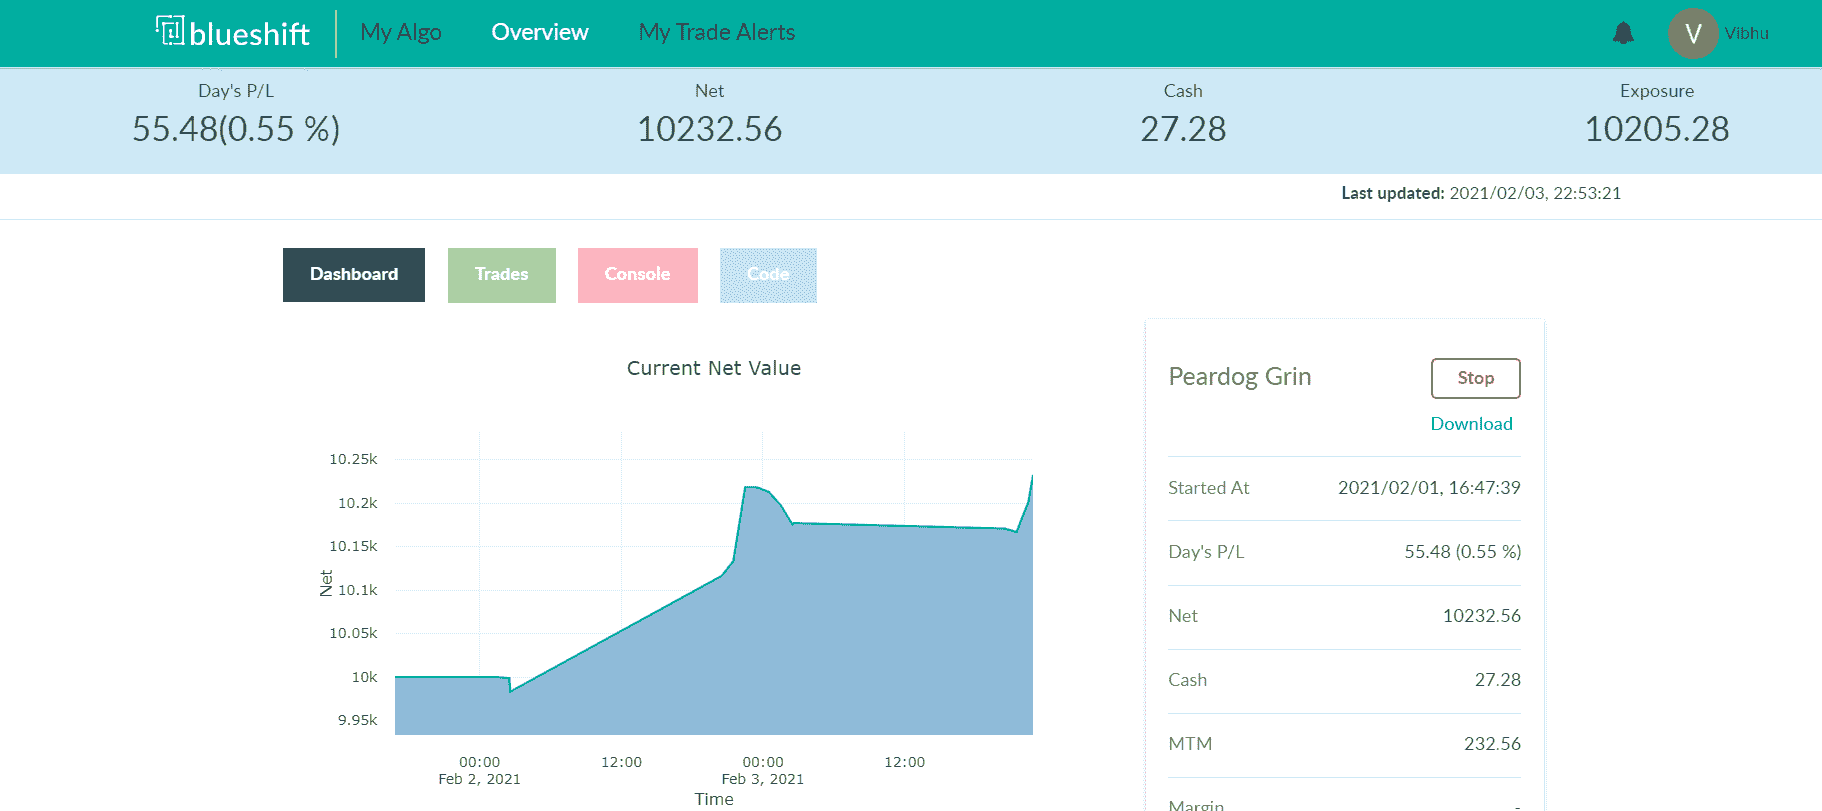 blueshift My Algo Overview My Trade Alerts V Vibhu
Day's P/L Net Cash Exposure
55.48(0.55 %) 10232.56 27.28 10205.28
Last updated: 2021/02/03, 22:53:21
Dashboard Trades Console Code
Current Net Value
10.25k
10.2k
10.15k
10.1k
10.05k
10k
9.95k
Net
00:00 12:00 00:00 12:00
Feb 2, 2021 Feb 3, 2021
Time
Peardog Grin Stop
Download
Started At 2021/02/01, 16:47:39
Day's P/L 55.48 (0.55 %)
Net 10232.56
Cash 27.28
MTM 232.56
Margin -